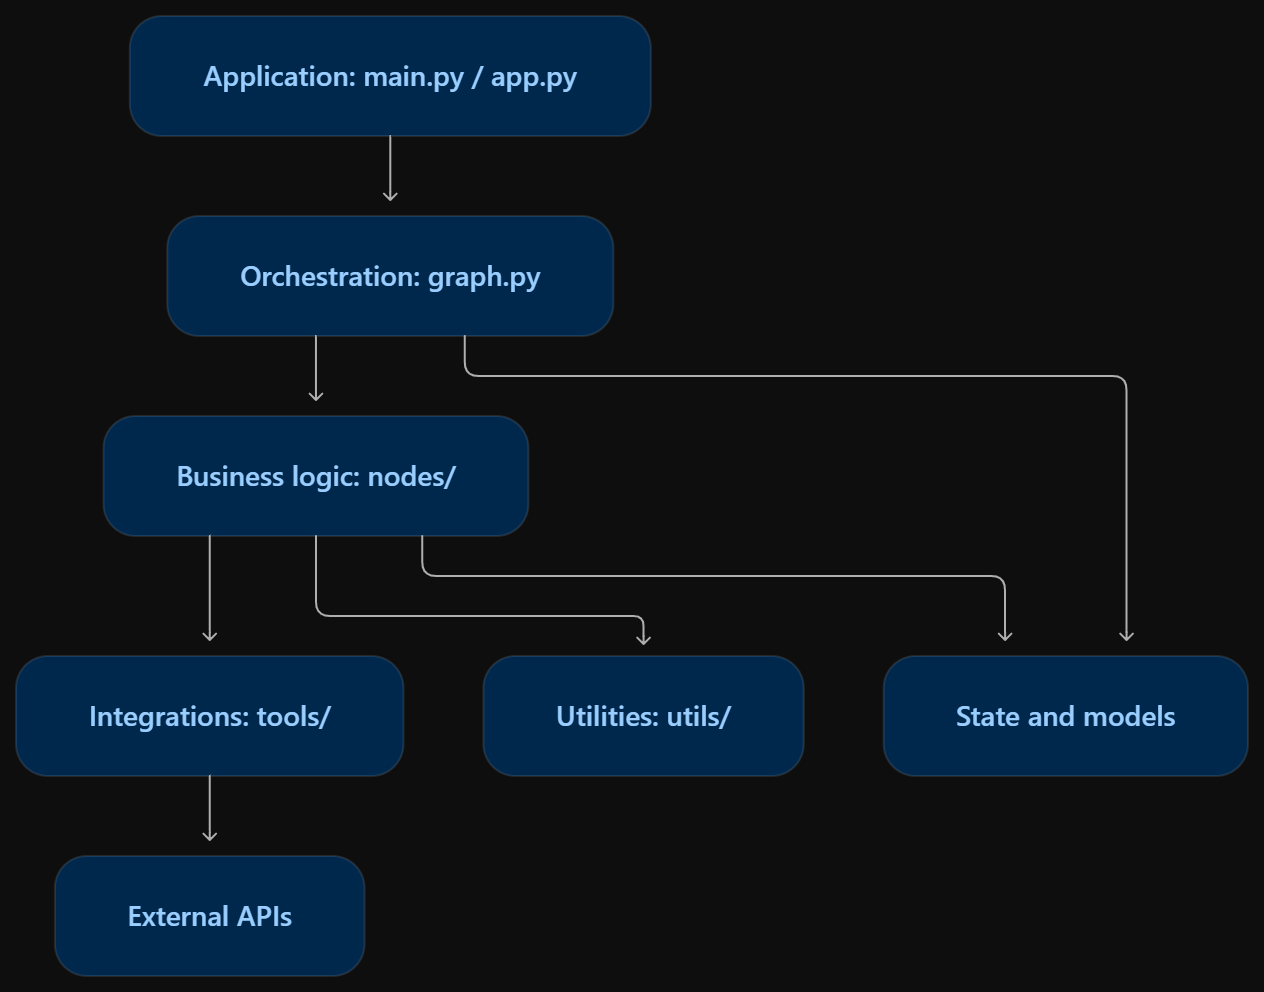 Application: main.py / app.py
Orchestration: graph.py
Business logic: nodes/
Integrations: tools/
Utilities: utils/
State and models
External APIs